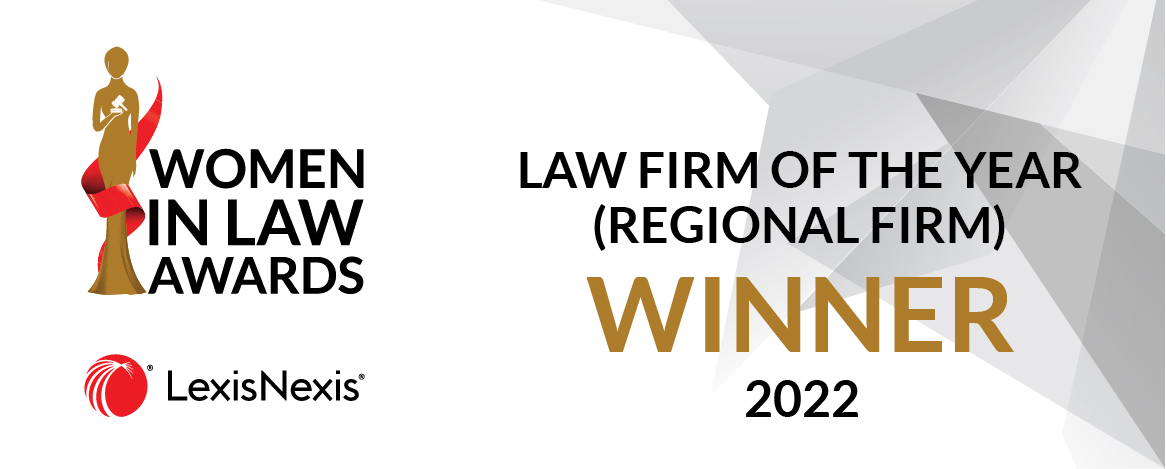 WOMEN
IN LAW
AWARDS
LexisNexis®
LAW FIRM OF THE YEAR
(REGIONAL FIRM)
WINNER
2022